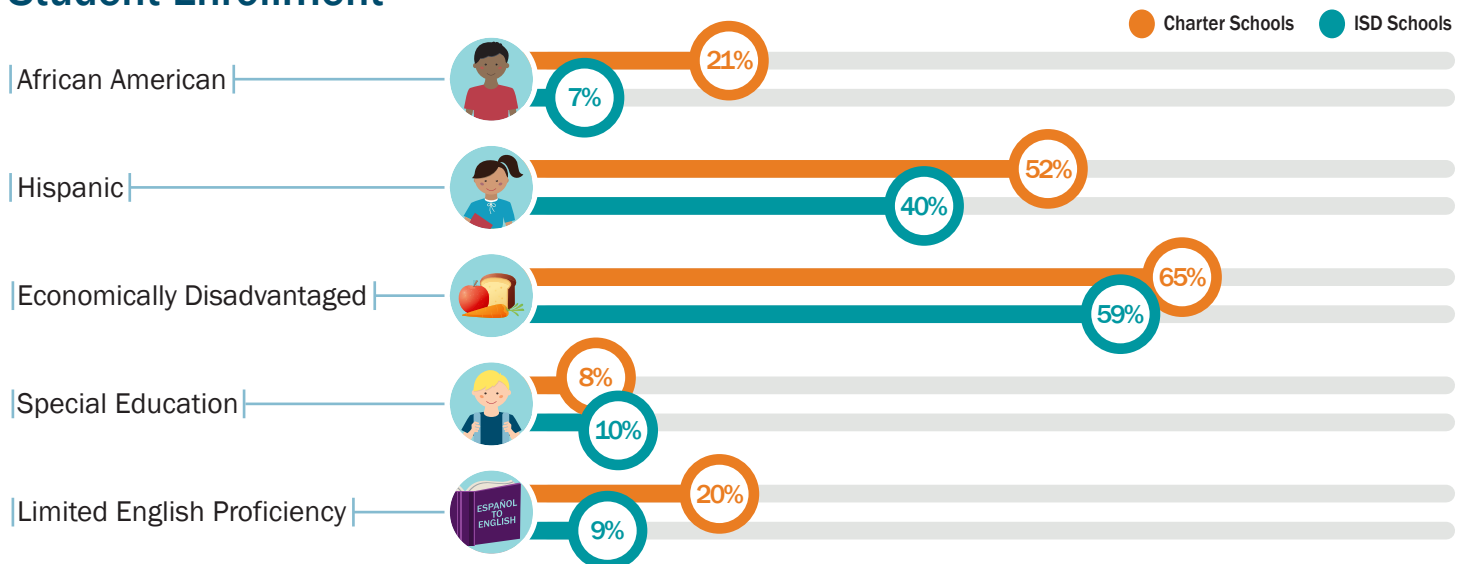 Student Enrollment
Charter Schools
ISD Schools
African American
21%
7%
Hispanic
52%
40%
Economically Disadvantaged
65%
59%
Special Education
8%
10%
Limited English Proficiency
ESPAÑOL
TO
ENGLISH
20%
9%